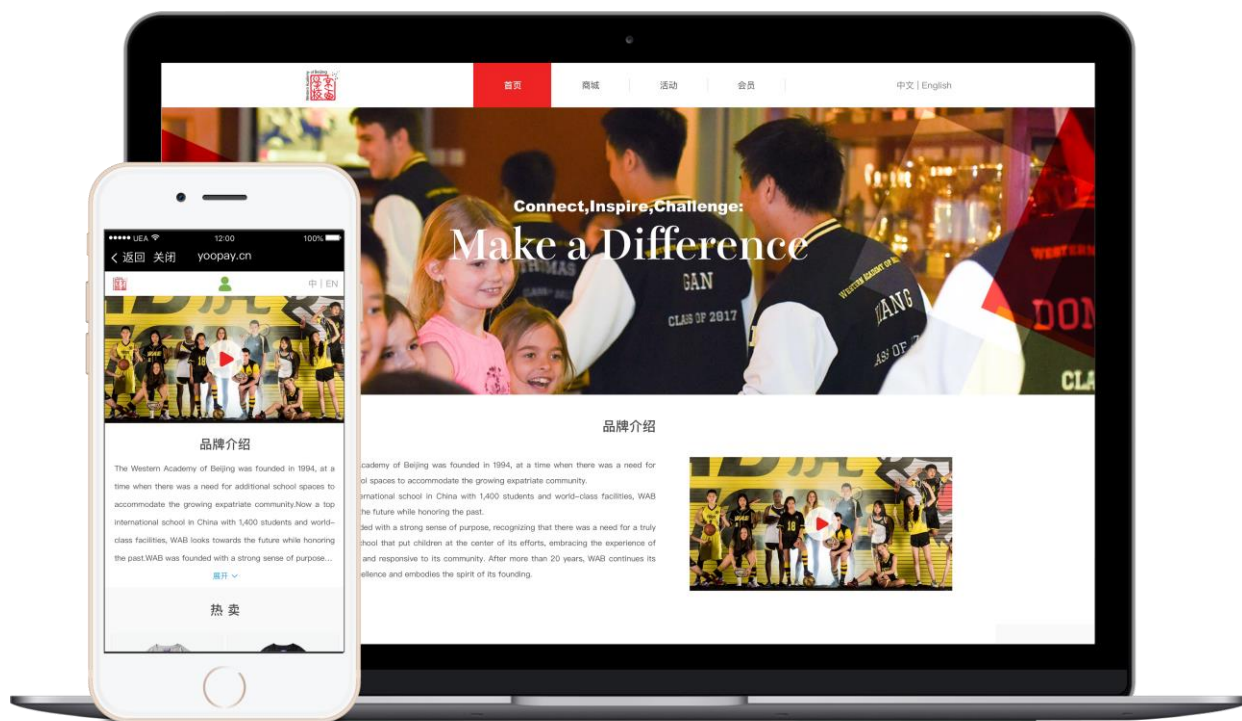 首页
商城
活动
会员
中文 | English
Connect,Inspire,Challenge:
Make a Difference
THOMAS
GAN
CLASS OF 2017
WESTERN ACADEMY OF
WESTERN
DON
CLA
品牌介绍
cademy of Beijing was founded in 1994, at a time when there was a need for
ol spaces to accommodate the growing expatriate community.
ernational school in China with 1,400 students and world-class facilities, WAB
he future while honoring the past.
ded with a strong sense of purpose, recognizing that there was a need for a truly
chool that put children at the center of its efforts, embracing the experience of
and responsive to its community. After more than 20 years, WAB continues its
ellence and embodies the spirit of its founding.
UEA
12:00
100%
返回 关闭 yoopay.cn
中 | EN
WAB
18
品牌介绍
The Western Academy of Beijing was founded in 1994, at a
time when there was a need for additional school spaces to
accommodate the growing expatriate community.Now a top
international school in China with 1,400 students and world-
class facilities, WAB looks towards the future while honoring
the past.WAB was founded with a strong sense of purpose...
展开
热 卖